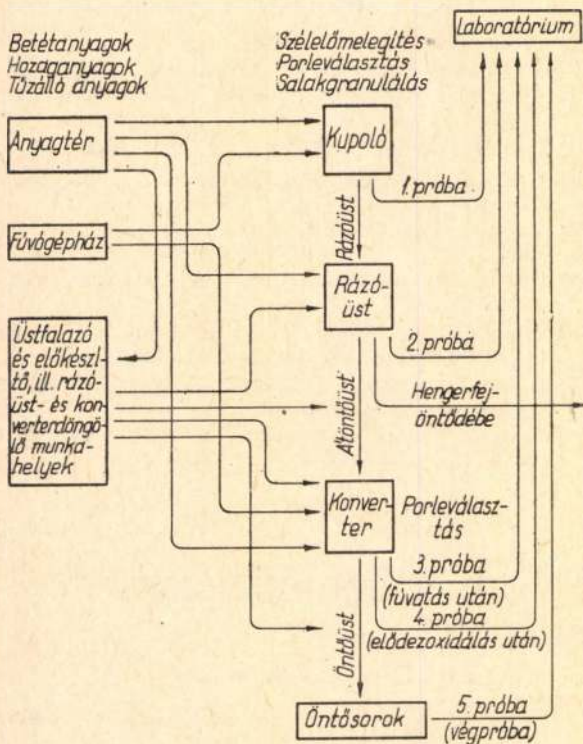 Laboratórium
Betétanyagok
Hozaganyagok
Tűzálló anyagok
Szélelőmelegítés
Porleválasztás
Salakgranulálás
Anyagtér
Kupoló
1. próba
Rázóüst
Fúvógépház
Rázó-
üst
2. próba
Üstfalazó
és előkészí-
tő, ill. rázó-
üst- és kon-
verterdöngö-
lő munka-
helyek
Hengerfej-
öntödébe
Átöntőüst
Konver-
ter
Porleválasz-
tás
3. próba
(fúvatás után)
4. próba
(elődezoxidálás után)
Öntőüst
Öntősorok
5. próba
(végpróba)